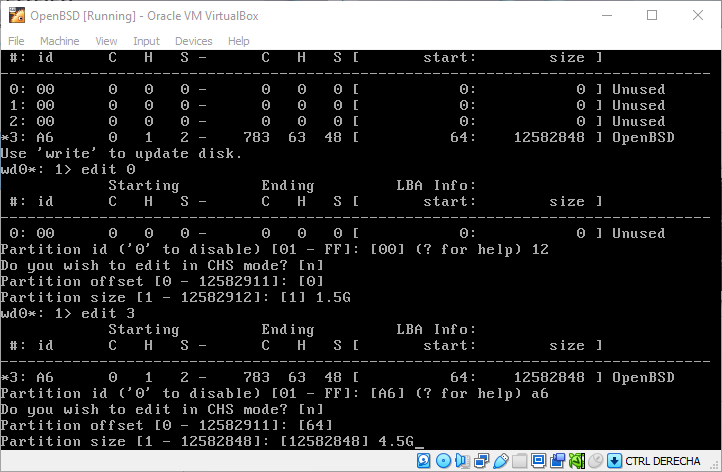 OpenBSD [Running] - Oracle VM VirtualBox
File Machine View Input Devices Help
#: id C H S - C H S [ start: size ]
-------------------------------------------------------------------------------
0: 00 0 0 0 - 0 0 0 [ 0: 0 ] Unused
1: 00 0 0 0 - 0 0 0 [ 0: 0 ] Unused
2: 00 0 0 0 - 0 0 0 [ 0: 0 ] Unused
*3: A6 0 1 2 - 783 63 48 [ 64: 12582848 ] OpenBSD
Use 'write' to update disk.
wd0*: 1> edit 0
Starting Ending LBA Info:
#: id C H S - C H S [ start: size ]
-------------------------------------------------------------------------------
0: 00 0 0 0 - 0 0 0 [ 0: 0 ] Unused
Partition id ('0' to disable) [01 - FF]: [00] (? for help) 12
Do you wish to edit in CHS mode? [n]
Partition offset [0 - 12582911]: [0]
Partition size [1 - 12582912]: [1] 1.5G
wd0*: 1> edit 3
Starting Ending LBA Info:
#: id C H S - C H S [ start: size ]
-------------------------------------------------------------------------------
*3: A6 0 1 2 - 783 63 48 [ 64: 12582848 ] OpenBSD
Partition id ('0' to disable) [01 - FF]: [A6] (? for help) a6
Do you wish to edit in CHS mode? [n]
Partition offset [0 - 12582911]: [64]
Partition size [1 - 12582848]: [12582848] 4.5G_
CTRL DERECHA